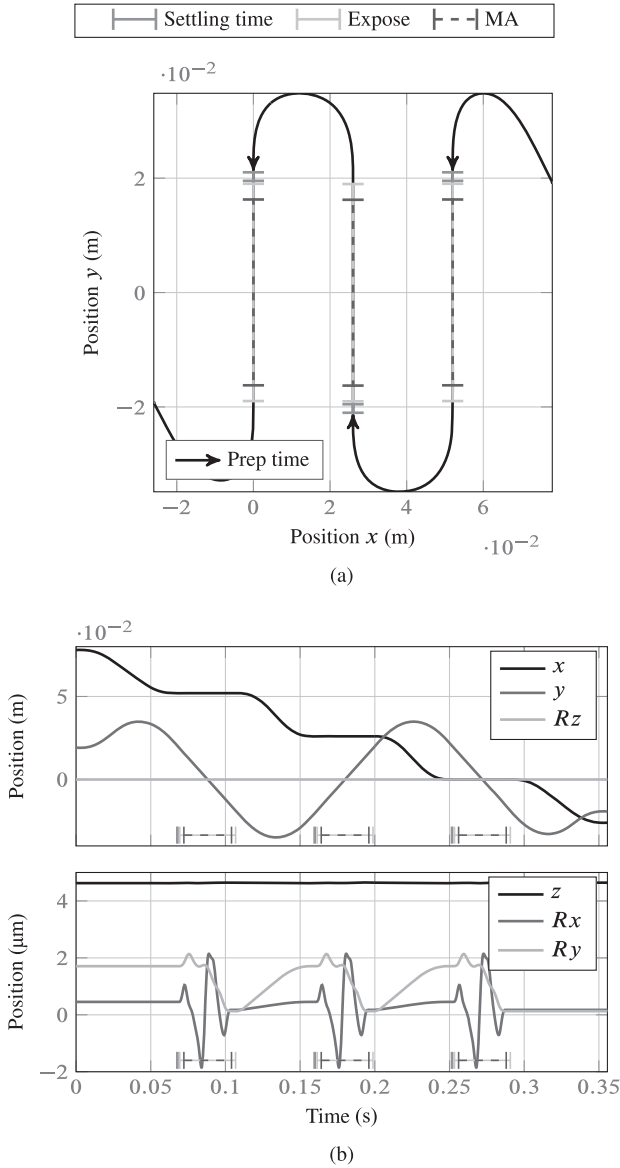 Settling time Expose MA
·10⁻²
2
0
−2
Position y (m)
Prep time
−2 0 2 4 6
Position x (m)
·10⁻²
(a)
·10⁻²
5
0
Position (m)
x
y
Rz
4
2
0
−2
Position (μm)
z
Rx
Ry
0 0.05 0.1 0.15 0.2 0.25 0.3 0.35
Time (s)
(b)